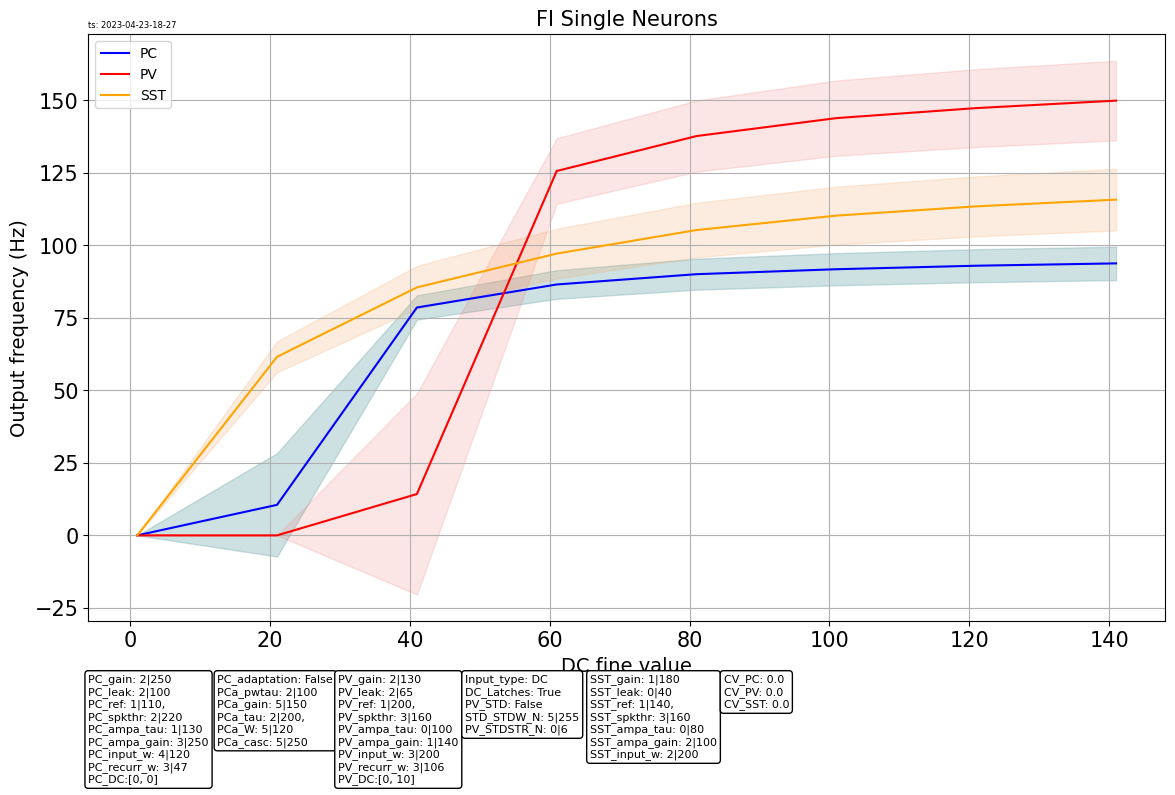 ts: 2023-04-23-18-27
FI Single Neurons
PC
PV
SST
Output frequency (Hz)
150
125
100
75
50
25
0
−25
0
20
40
60
80
100
120
140
DC fine value
PC_gain: 2|250
PC_leak: 2|100
PC_ref: 1|110,
PC_spkthr: 2|220
PC_ampa_tau: 1|130
PC_ampa_gain: 3|250
PC_input_w: 4|120
PC_recurr_w: 3|47
PC_DC:[0, 0]
PC_adaptation: False
PCa_pwtau: 2|100
PCa_gain: 5|150
PCa_tau: 2|200,
PCa_W: 5|120
PCa_casc: 5|250
PV_gain: 2|130
PV_leak: 2|65
PV_ref: 1|200,
PV_spkthr: 3|160
PV_ampa_tau: 0|100
PV_ampa_gain: 1|140
PV_input_w: 3|200
PV_recurr_w: 3|106
PV_DC:[0, 10]
Input_type: DC
DC_Latches: True
PV_STD: False
STD_STDW_N: 5|255
PV_STDSTR_N: 0|6
SST_gain: 1|180
SST_leak: 0|40
SST_ref: 1|140,
SST_spkthr: 3|160
SST_ampa_tau: 0|80
SST_ampa_gain: 2|100
SST_input_w: 2|200
CV_PC: 0.0
CV_PV: 0.0
CV_SST: 0.0